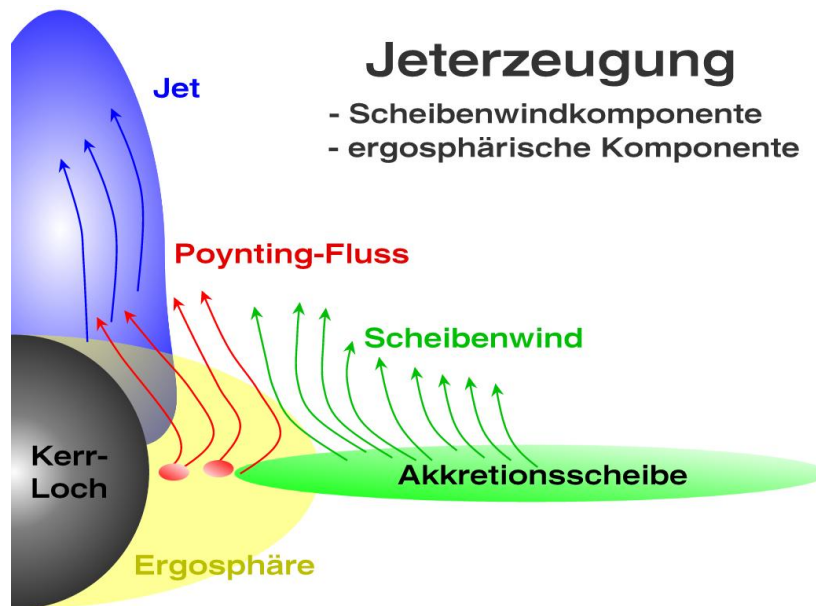 Jeterzeugung
- Scheibenwindkomponente
- ergosphärische Komponente
Jet
Poynting-Fluss
Scheibenwind
Kerr-
Loch
Akkretionsscheibe
Ergosphäre